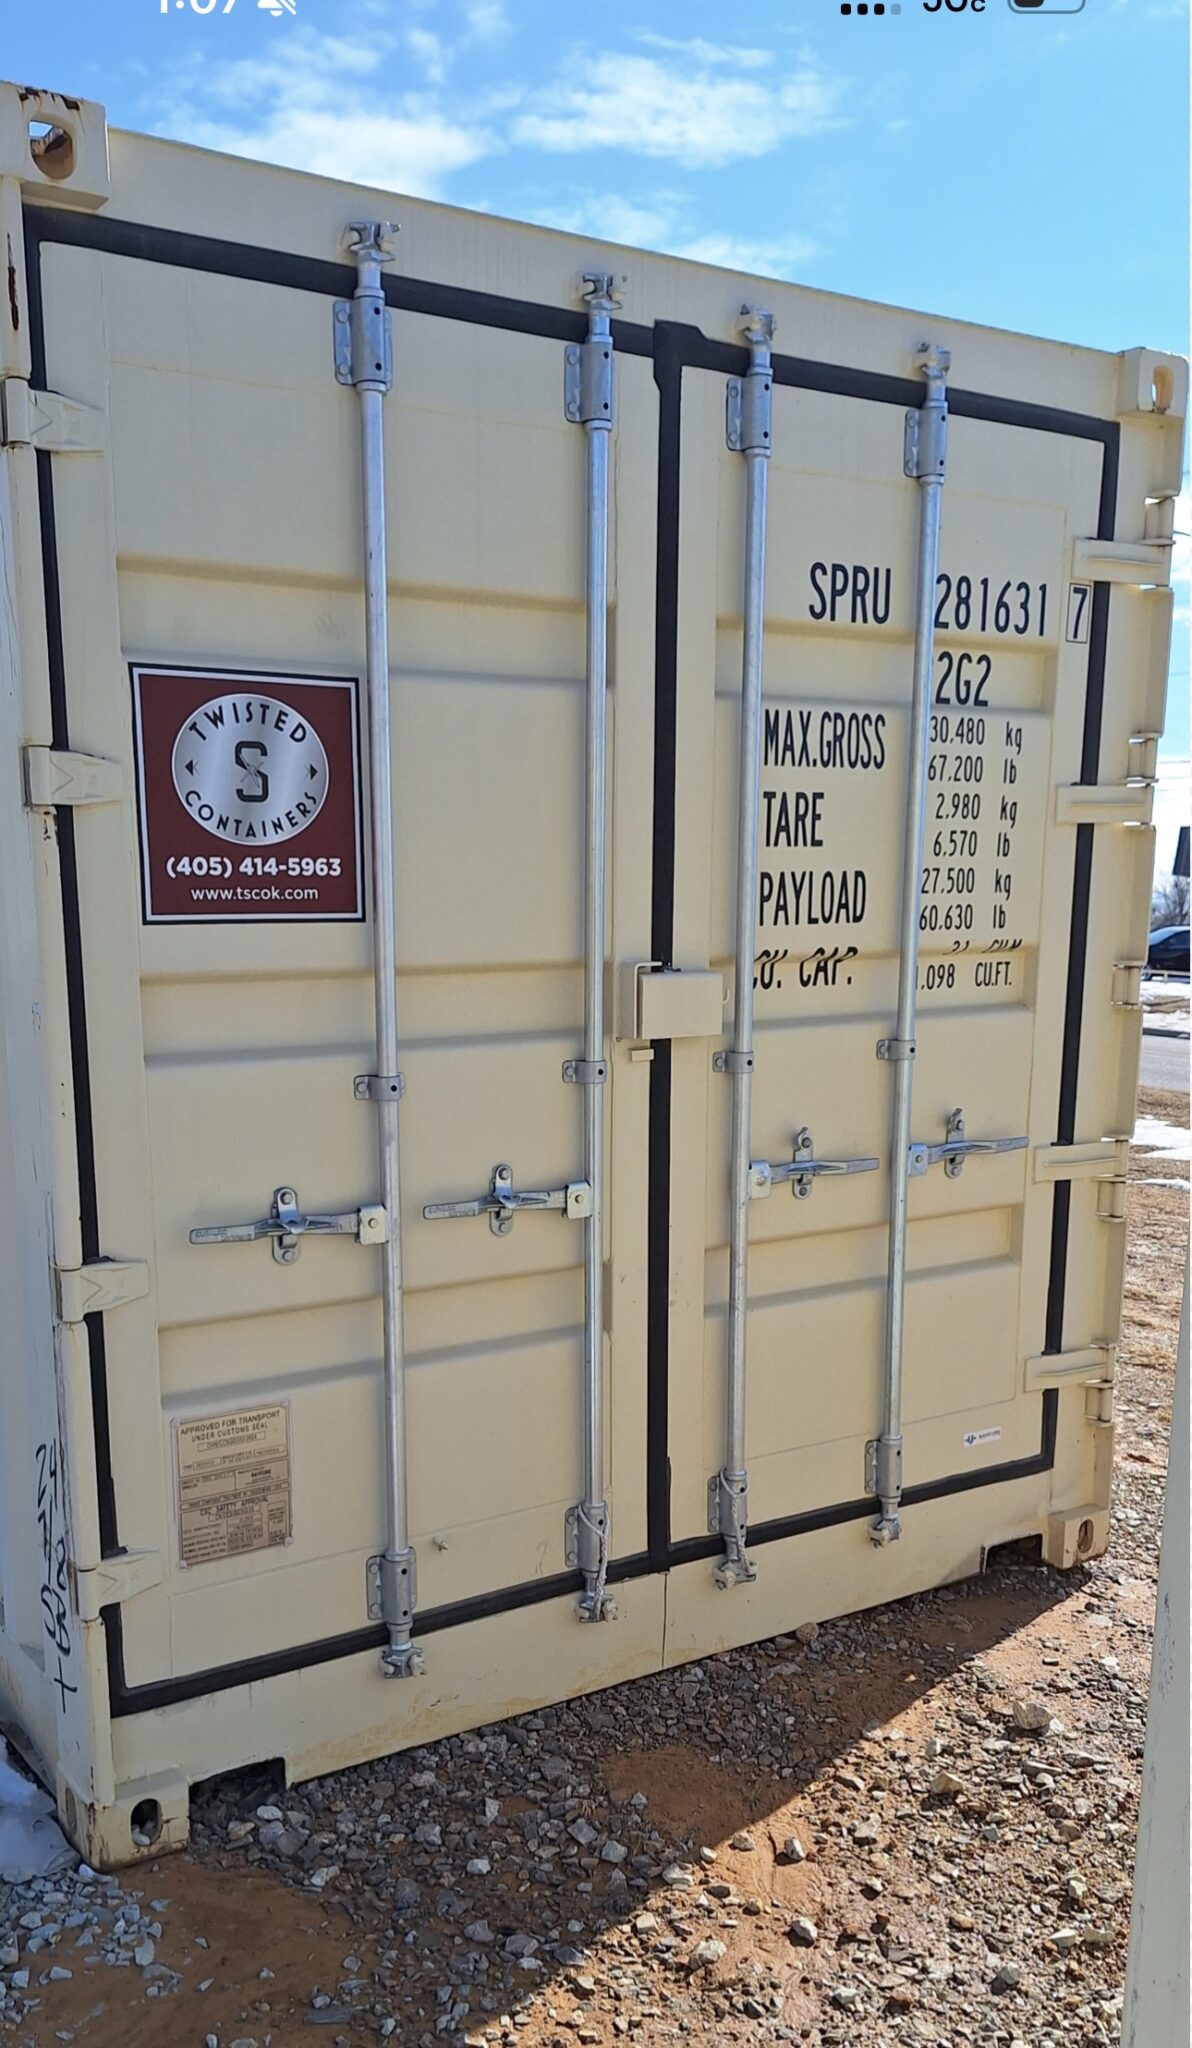 1:07
5Gc
SPRU 281631 7
2G2
MAX.GROSS 30,480 kg
67,200 lb
TARE 2,980 kg
6,570 lb
PAYLOAD 27,500 kg
60,630 lb
CU. CAP.
,098 CU.FT.
TWISTED
S
CONTAINERS
(405) 414-5963
www.tscok.com
APPROVED FOR TRANSPORT
UNDER CUSTOMS SEAL
CSC SAFETY APPROVAL